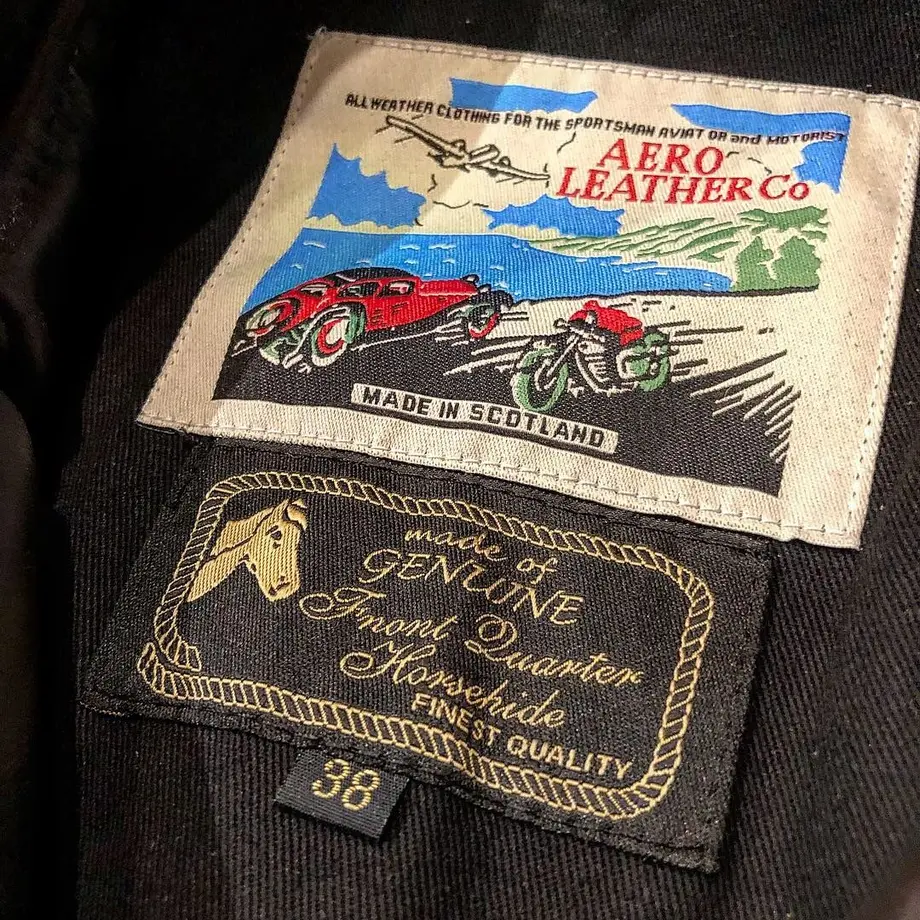 ALL WEATHER CLOTHING FOR THE SPORTSMAN AVIATOR and MOTORIST
AERO
LEATHER Co
MADE IN SCOTLAND
made of
GENUINE
Front Quarter
Horsehide
FINEST QUALITY
38